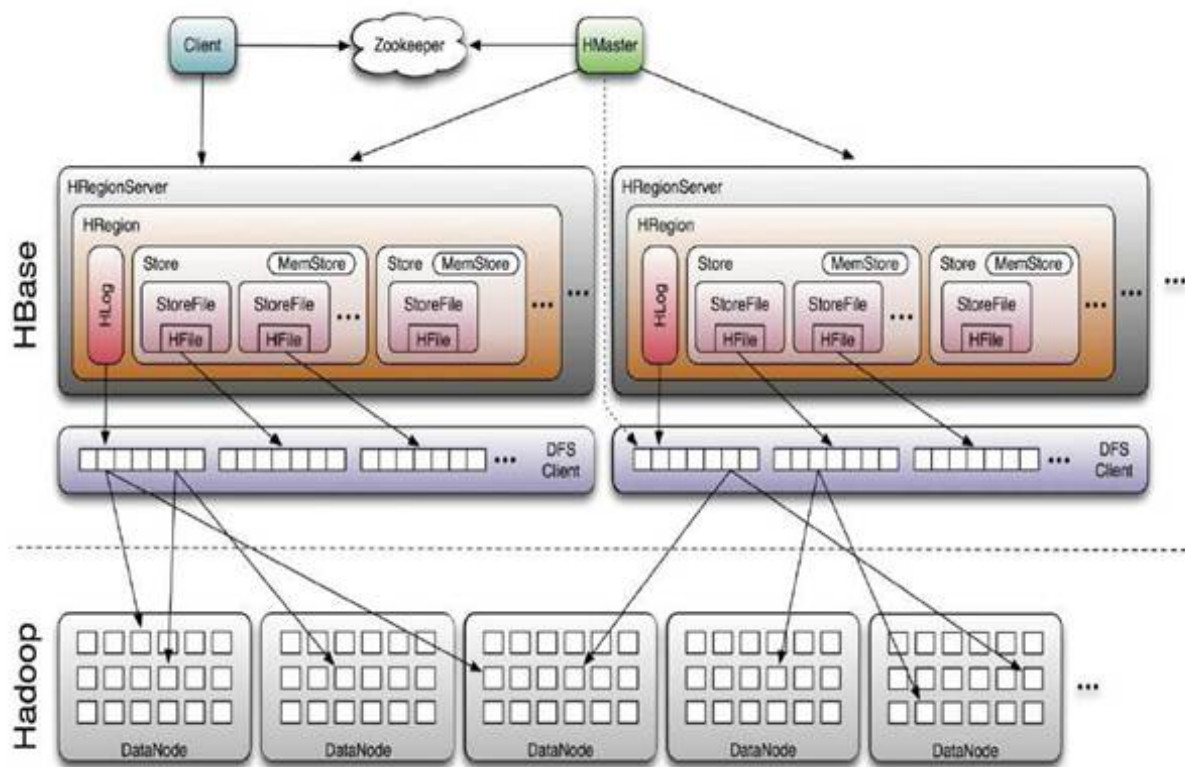 Client
Zookeeper
HMaster
HBase
HRegionServer
HRegionServer
HRegion
HRegion
HLog
Store
MemStore
Store
MemStore
HLog
Store
MemStore
Store
MemStore
StoreFile
StoreFile
...
StoreFile
...
...
StoreFile
StoreFile
...
StoreFile
...
...
...
HFile
HFile
HFile
HFile
HFile
HFile
...
DFS
Client
...
DFS
Client
Hadoop
...
DataNode
DataNode
DataNode
DataNode
DataNode